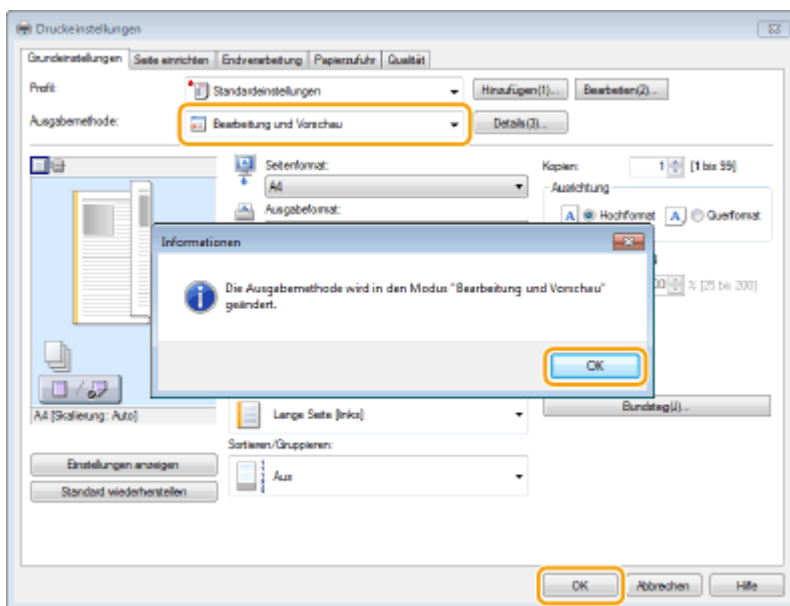 Druckeinstellungen
Grundeinstellungen Seite einrichten Endverarbeitung Papierzufuhr Qualität
Profil: Standardeinstellungen Hinzufügen(1)... Bearbeiten(2)...
Ausgabemethode: Bearbeitung und Vorschau Details(3)...
Seitenformat: Kopien: 1 [1 bis 99]
A4 Ausrichtung
Ausgabeformat: A Hochformat A Querformat
Informationen
Die Ausgabemethode wird in den Modus "Bearbeitung und Vorschau"
geändert.
% [25 bis 200]
OK
A4 [Skalierung: Auto] Lange Seite [links] Bundsteg(J)...
Sortieren/Gruppieren:
Einstellungen anzeigen Aus
Standard wiederherstellen
OK Abbrechen Hilfe